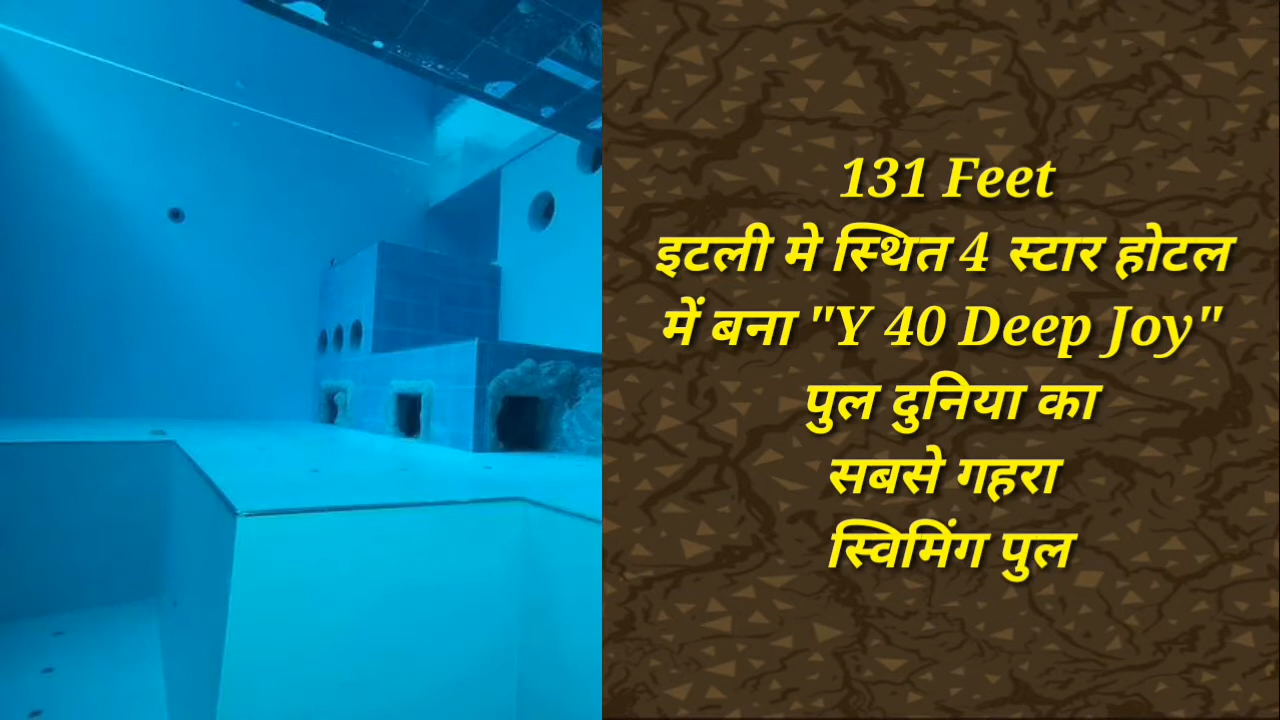 131 Feet
इटली मे स्थित 4 स्टार होटल
में बना "Y 40 Deep Joy"
पुल दुनिया का
सबसे गहरा
स्विमिंग पुल